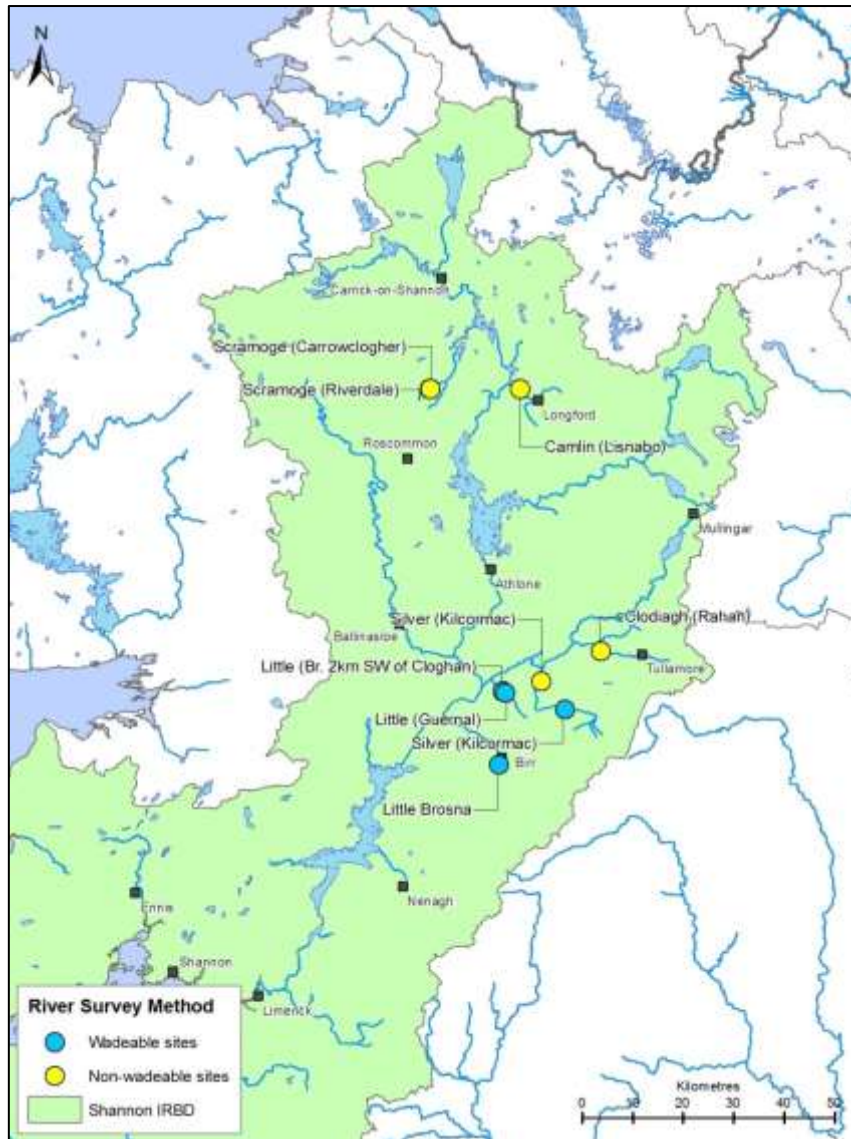 N
Carrick-on-Shannon
Scramoge (Carrowclogher)
Scramoge (Riverdale)
Longford
Camlin (Lisnabo)
Roscommon
Mullingar
Athlone
Silver (Kilcormac)
Clodiagh (Rahan)
Ballinasloe
Little (Br. 2km SW of Cloghan)
Tullamore
Little (Guernal)
Silver (Kilcormac)
Birr
Little Brosna
Nenagh
Ennis
Shannon
Limerick
River Survey Method
Wadeable sites
Non-wadeable sites
Shannon IRBD
Kilometres
0 10 20 30 40 50